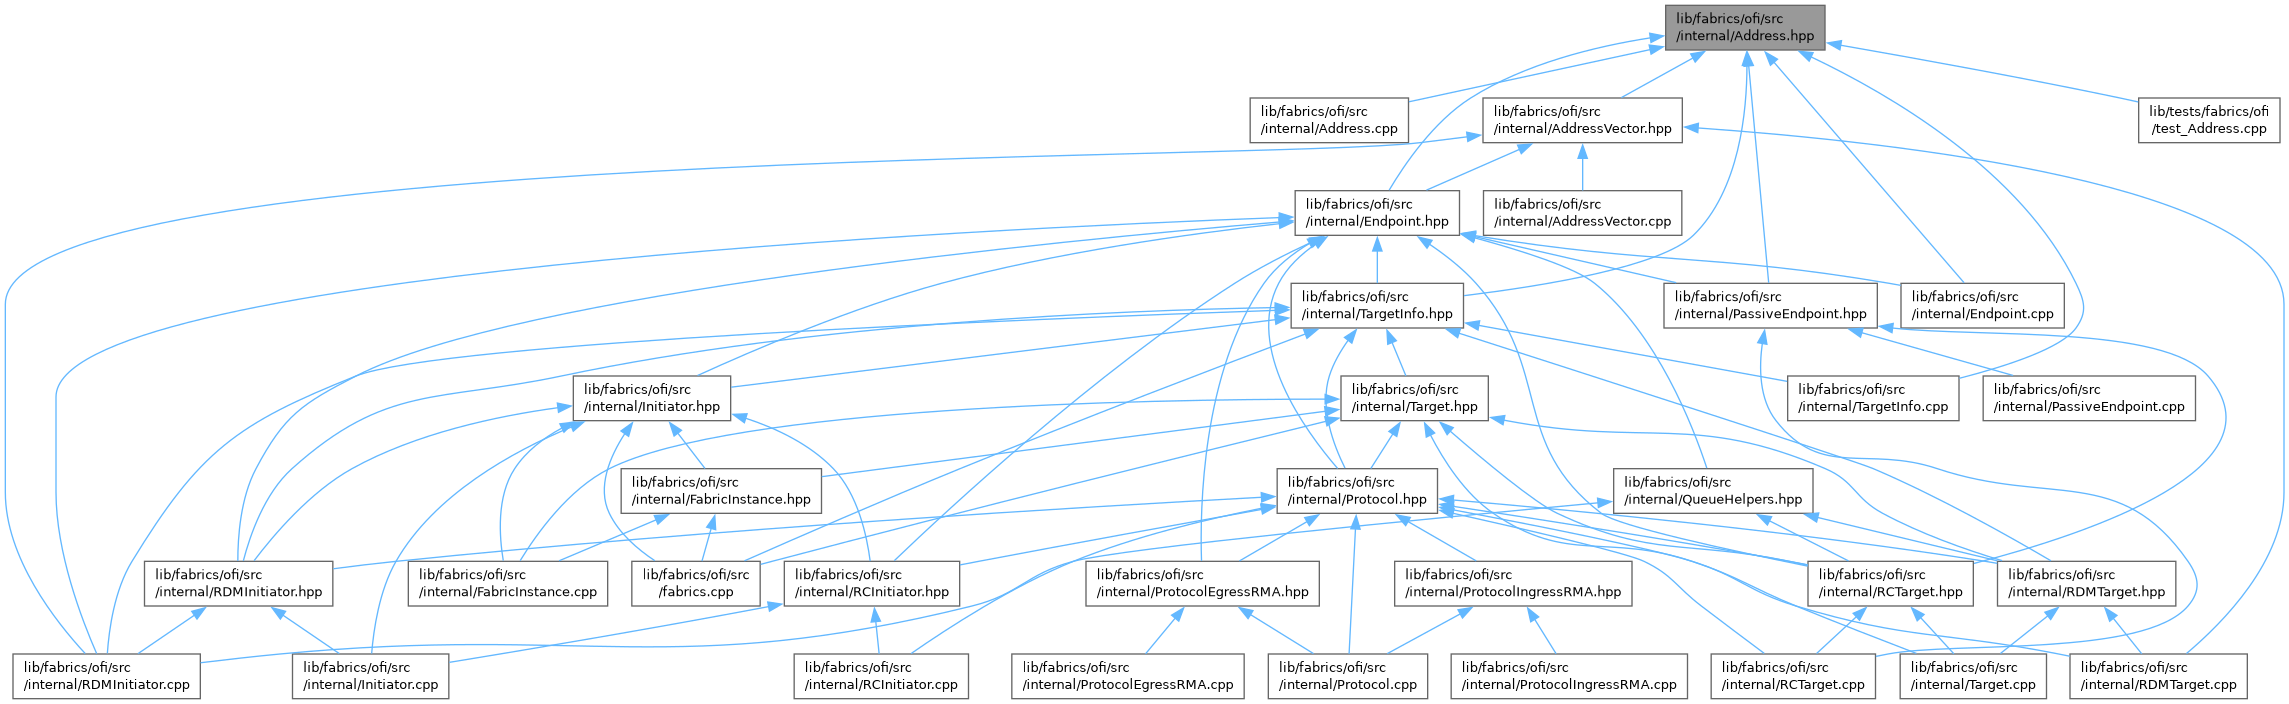 lib/fabrics/ofi/src
/internal/Address.hpp
lib/fabrics/ofi/src
/internal/Address.cpp
lib/fabrics/ofi/src
/internal/AddressVector.hpp
lib/tests/fabrics/ofi
/test_Address.cpp
lib/fabrics/ofi/src
/internal/Endpoint.hpp
lib/fabrics/ofi/src
/internal/AddressVector.cpp
lib/fabrics/ofi/src
/internal/TargetInfo.hpp
lib/fabrics/ofi/src
/internal/PassiveEndpoint.hpp
lib/fabrics/ofi/src
/internal/Endpoint.cpp
lib/fabrics/ofi/src
/internal/Initiator.hpp
lib/fabrics/ofi/src
/internal/Target.hpp
lib/fabrics/ofi/src
/internal/TargetInfo.cpp
lib/fabrics/ofi/src
/internal/PassiveEndpoint.cpp
lib/fabrics/ofi/src
/internal/FabricInstance.hpp
lib/fabrics/ofi/src
/internal/Protocol.hpp
lib/fabrics/ofi/src
/internal/QueueHelpers.hpp
lib/fabrics/ofi/src
/internal/RDMInitiator.hpp
lib/fabrics/ofi/src
/internal/FabricInstance.cpp
lib/fabrics/ofi/src
/fabrics.cpp
lib/fabrics/ofi/src
/internal/RCInitiator.hpp
lib/fabrics/ofi/src
/internal/ProtocolEgressRMA.hpp
lib/fabrics/ofi/src
/internal/ProtocolIngressRMA.hpp
lib/fabrics/ofi/src
/internal/RCTarget.hpp
lib/fabrics/ofi/src
/internal/RDMTarget.hpp
lib/fabrics/ofi/src
/internal/RDMInitiator.cpp
lib/fabrics/ofi/src
/internal/Initiator.cpp
lib/fabrics/ofi/src
/internal/RCInitiator.cpp
lib/fabrics/ofi/src
/internal/ProtocolEgressRMA.cpp
lib/fabrics/ofi/src
/internal/Protocol.cpp
lib/fabrics/ofi/src
/internal/ProtocolIngressRMA.cpp
lib/fabrics/ofi/src
/internal/RCTarget.cpp
lib/fabrics/ofi/src
/internal/Target.cpp
lib/fabrics/ofi/src
/internal/RDMTarget.cpp